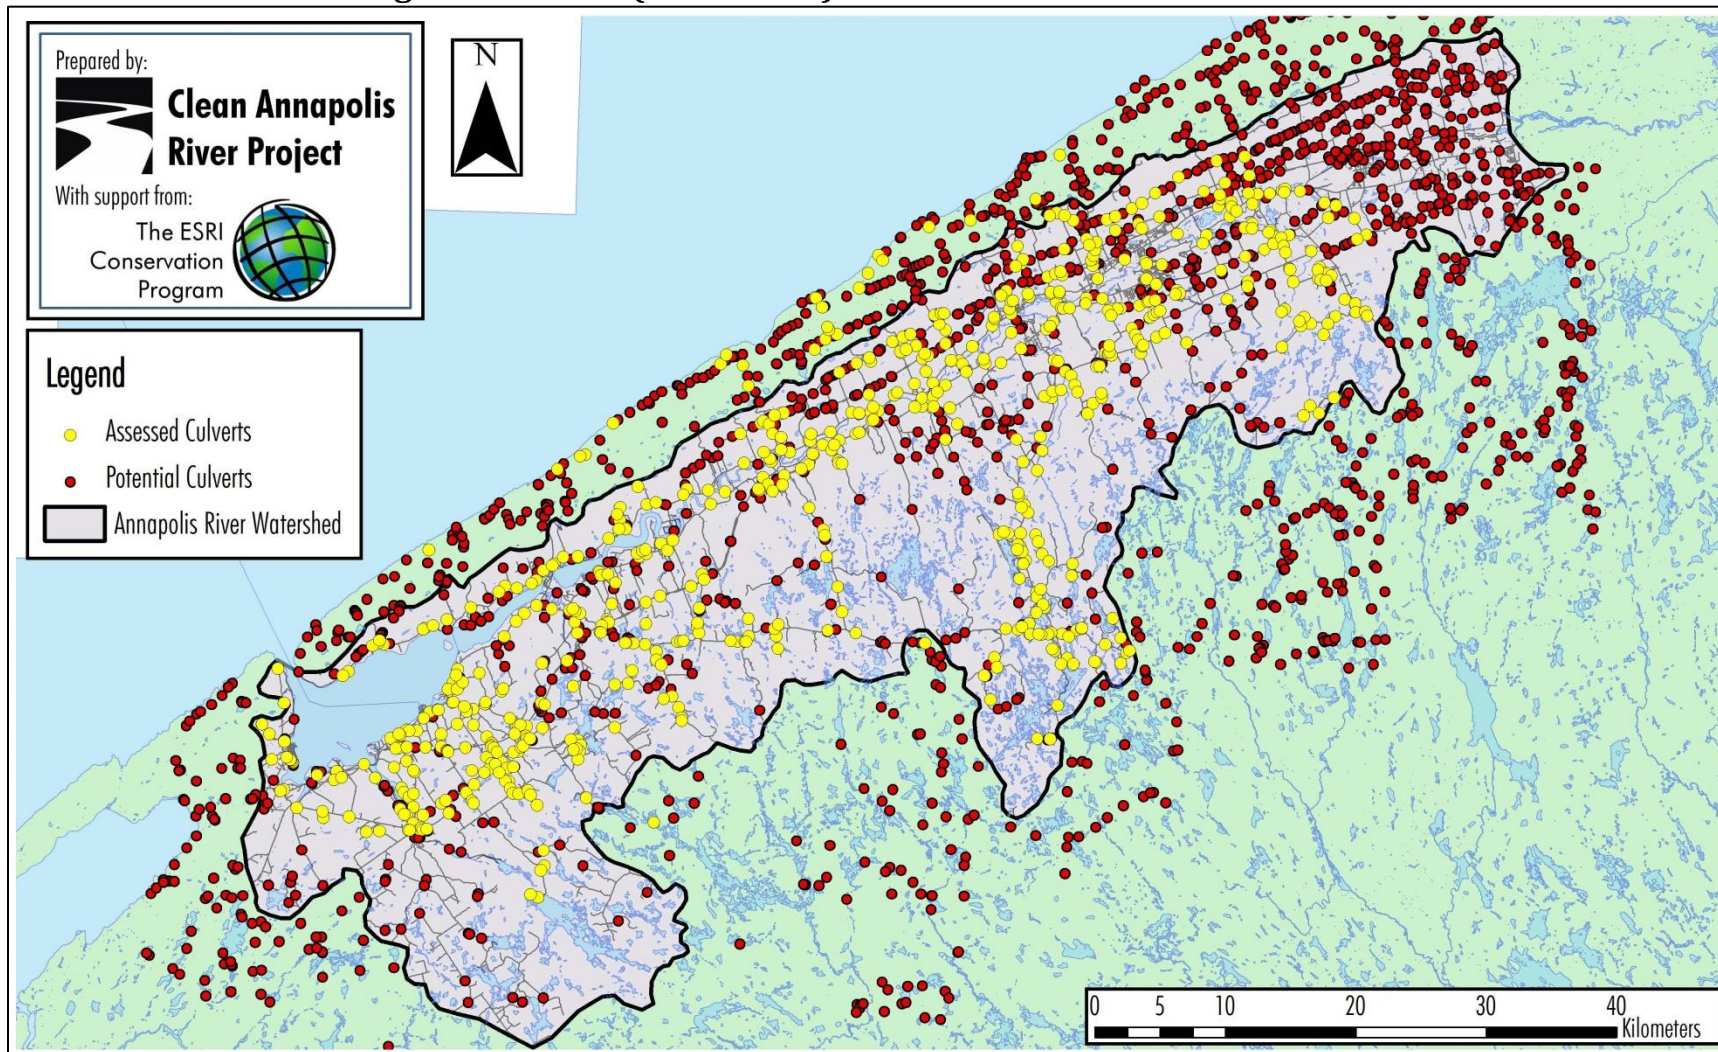 Prepared by:
Clean Annapolis
River Project
With support from:
The ESRI
Conservation
Program
N
Legend
Assessed Culverts
Potential Culverts
Annapolis River Watershed
0 5 10 20 30 40
Kilometers